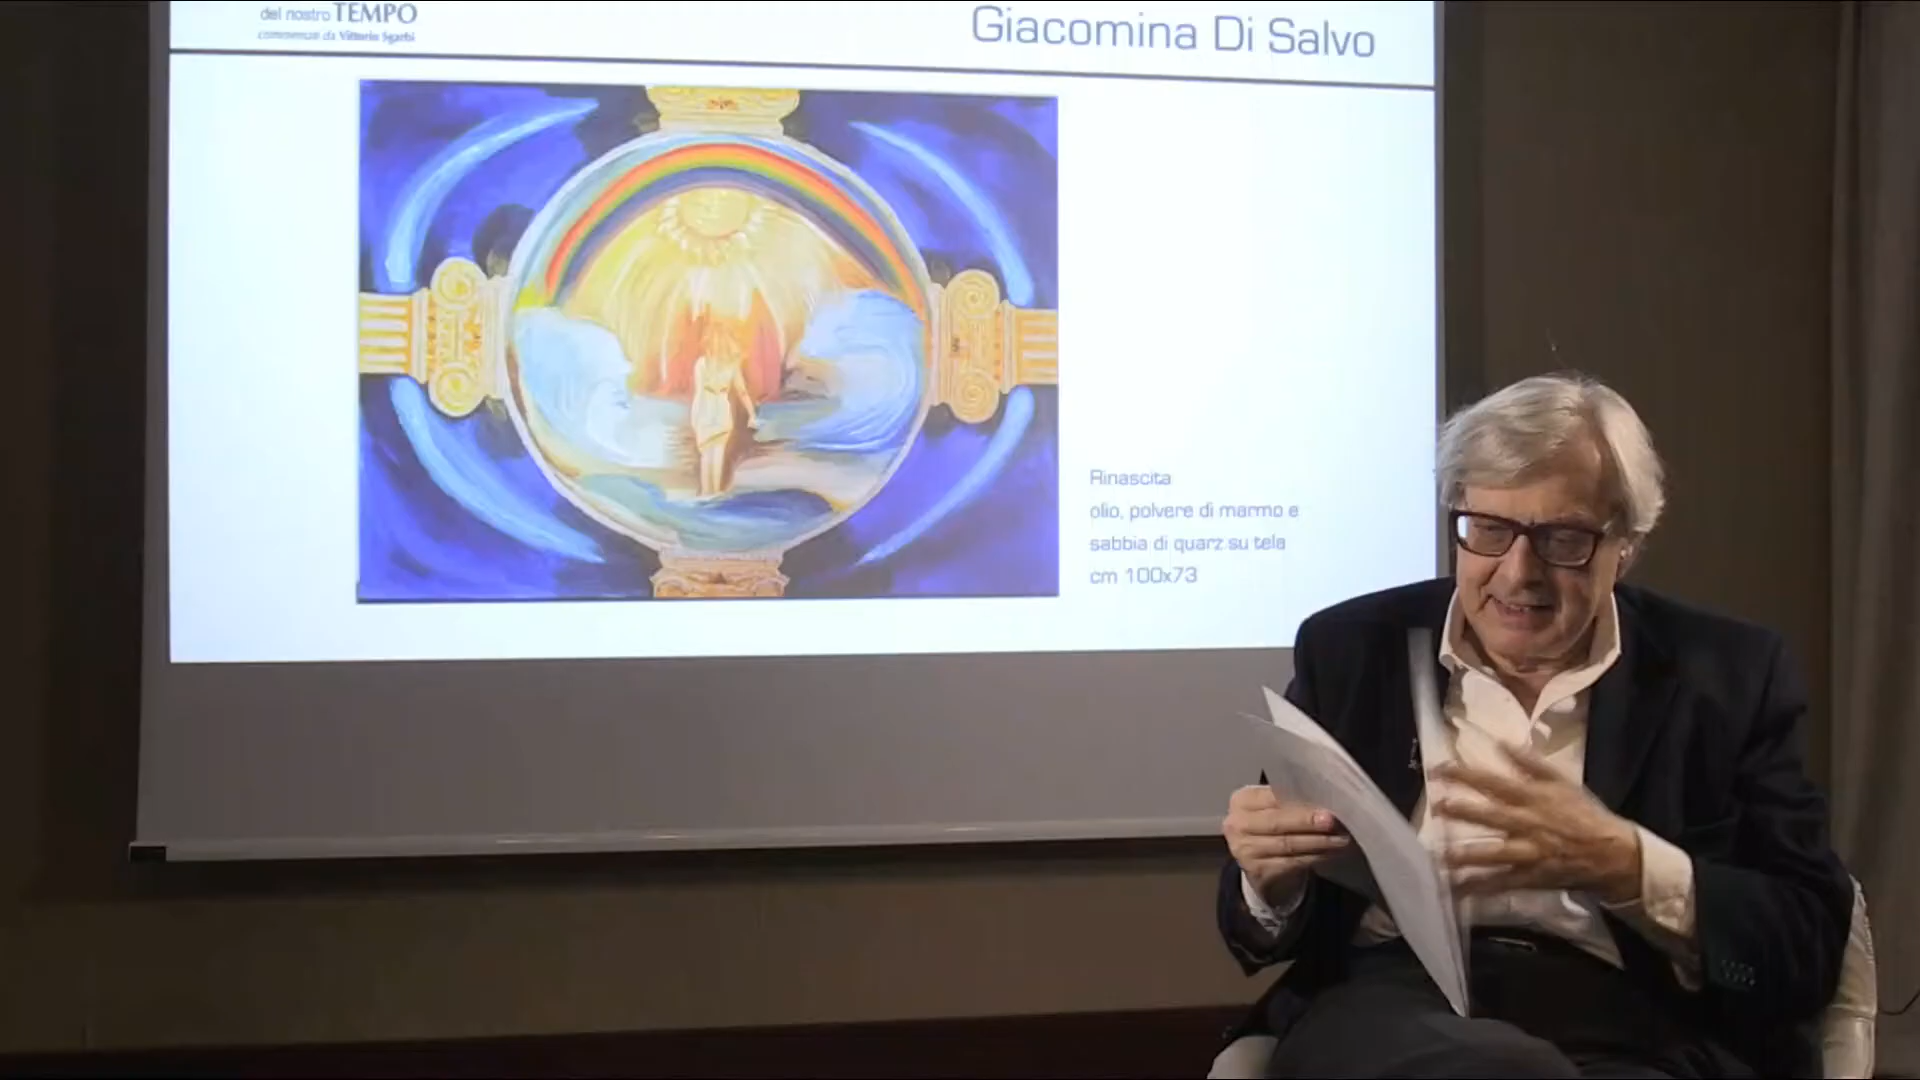 del nostro TEMPO
commentati da Vittorio Sgarbi
Giacomina Di Salvo
Rinascita
olio, polvere di marmo e
sabbia di quarz su tela
cm 100x73